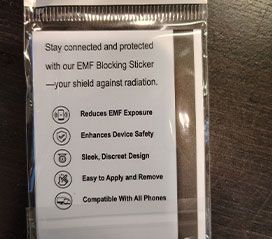 Stay connected and protected
with our EMF Blocking Sticker
—your shield against radiation.
Reduces EMF Exposure
Enhances Device Safety
Sleek, Discreet Design
Easy to Apply and Remove
Compatible With All Phones